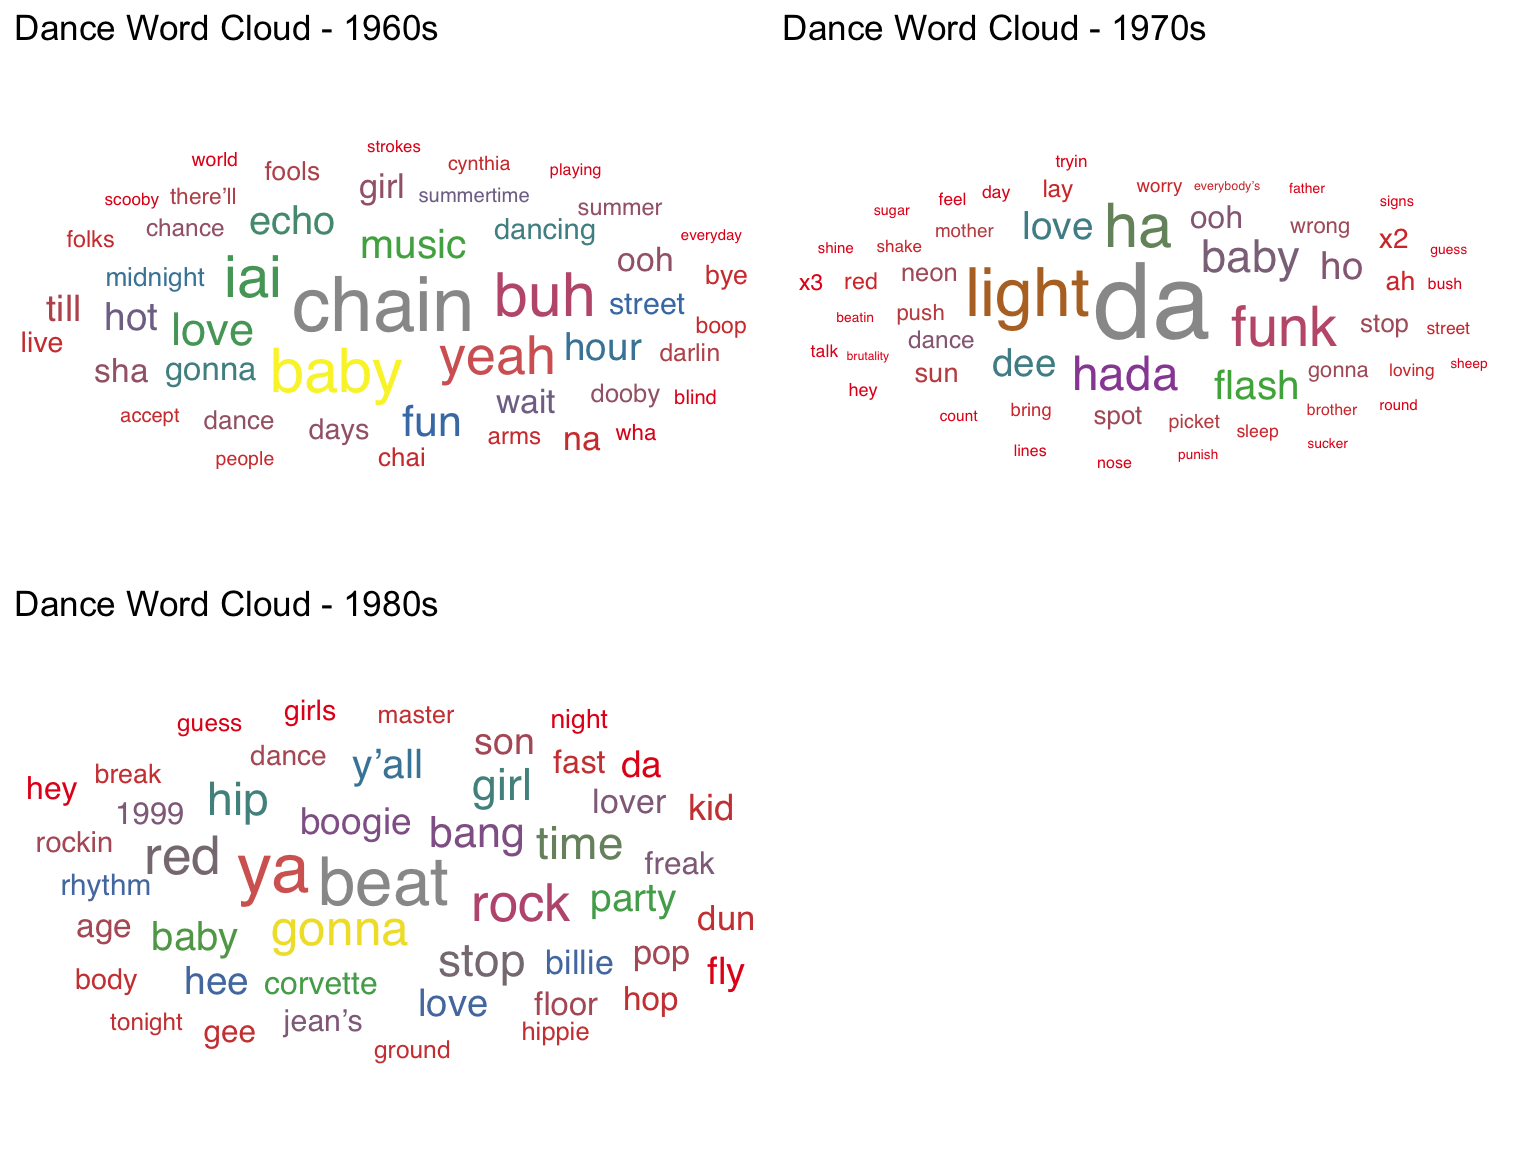 Dance Word Cloud - 1960s
strokes
world
cynthia
fools
playing
girl
scooby there'll
summertime
summer
echo
chance
dancing
folks
music
everyday
ooh
midnight
iai
bye
buh
chain
till
hot
street
love
boop
live
yeah
hour
darlin
sha
gonna
baby
wait
dooby
blind
accept
dance
days
fun
arms
na
wha
people
chai
Dance Word Cloud - 1970s
tryin
worry
everybody's
father
feel
day
lay
signs
sugar
love
ha
ooh
wrong
mother
x2
shine
shake
guess
baby
ho
x3
red
neon
ah
bush
light
da
beatin
push
funk
stop
street
dance
talk
brutality
dee
sheep
sun
hada
flash
gonna
loving
hey
count
bring
spot
picket
brother
round
sleep
sucker
lines
nose
punish
Dance Word Cloud - 1980s
guess
girls
master
night
son
dance
y'all
fast
da
break
hey
girl
1999
hip
lover
kid
boogie
bang
rockin
time
red
freak
ya
beat
rhythm
rock
party
age
baby
gonna
dun
stop
billie
pop
body
hee
corvette
fly
love
floor
hop
tonight
gee
jean's
hippie
ground